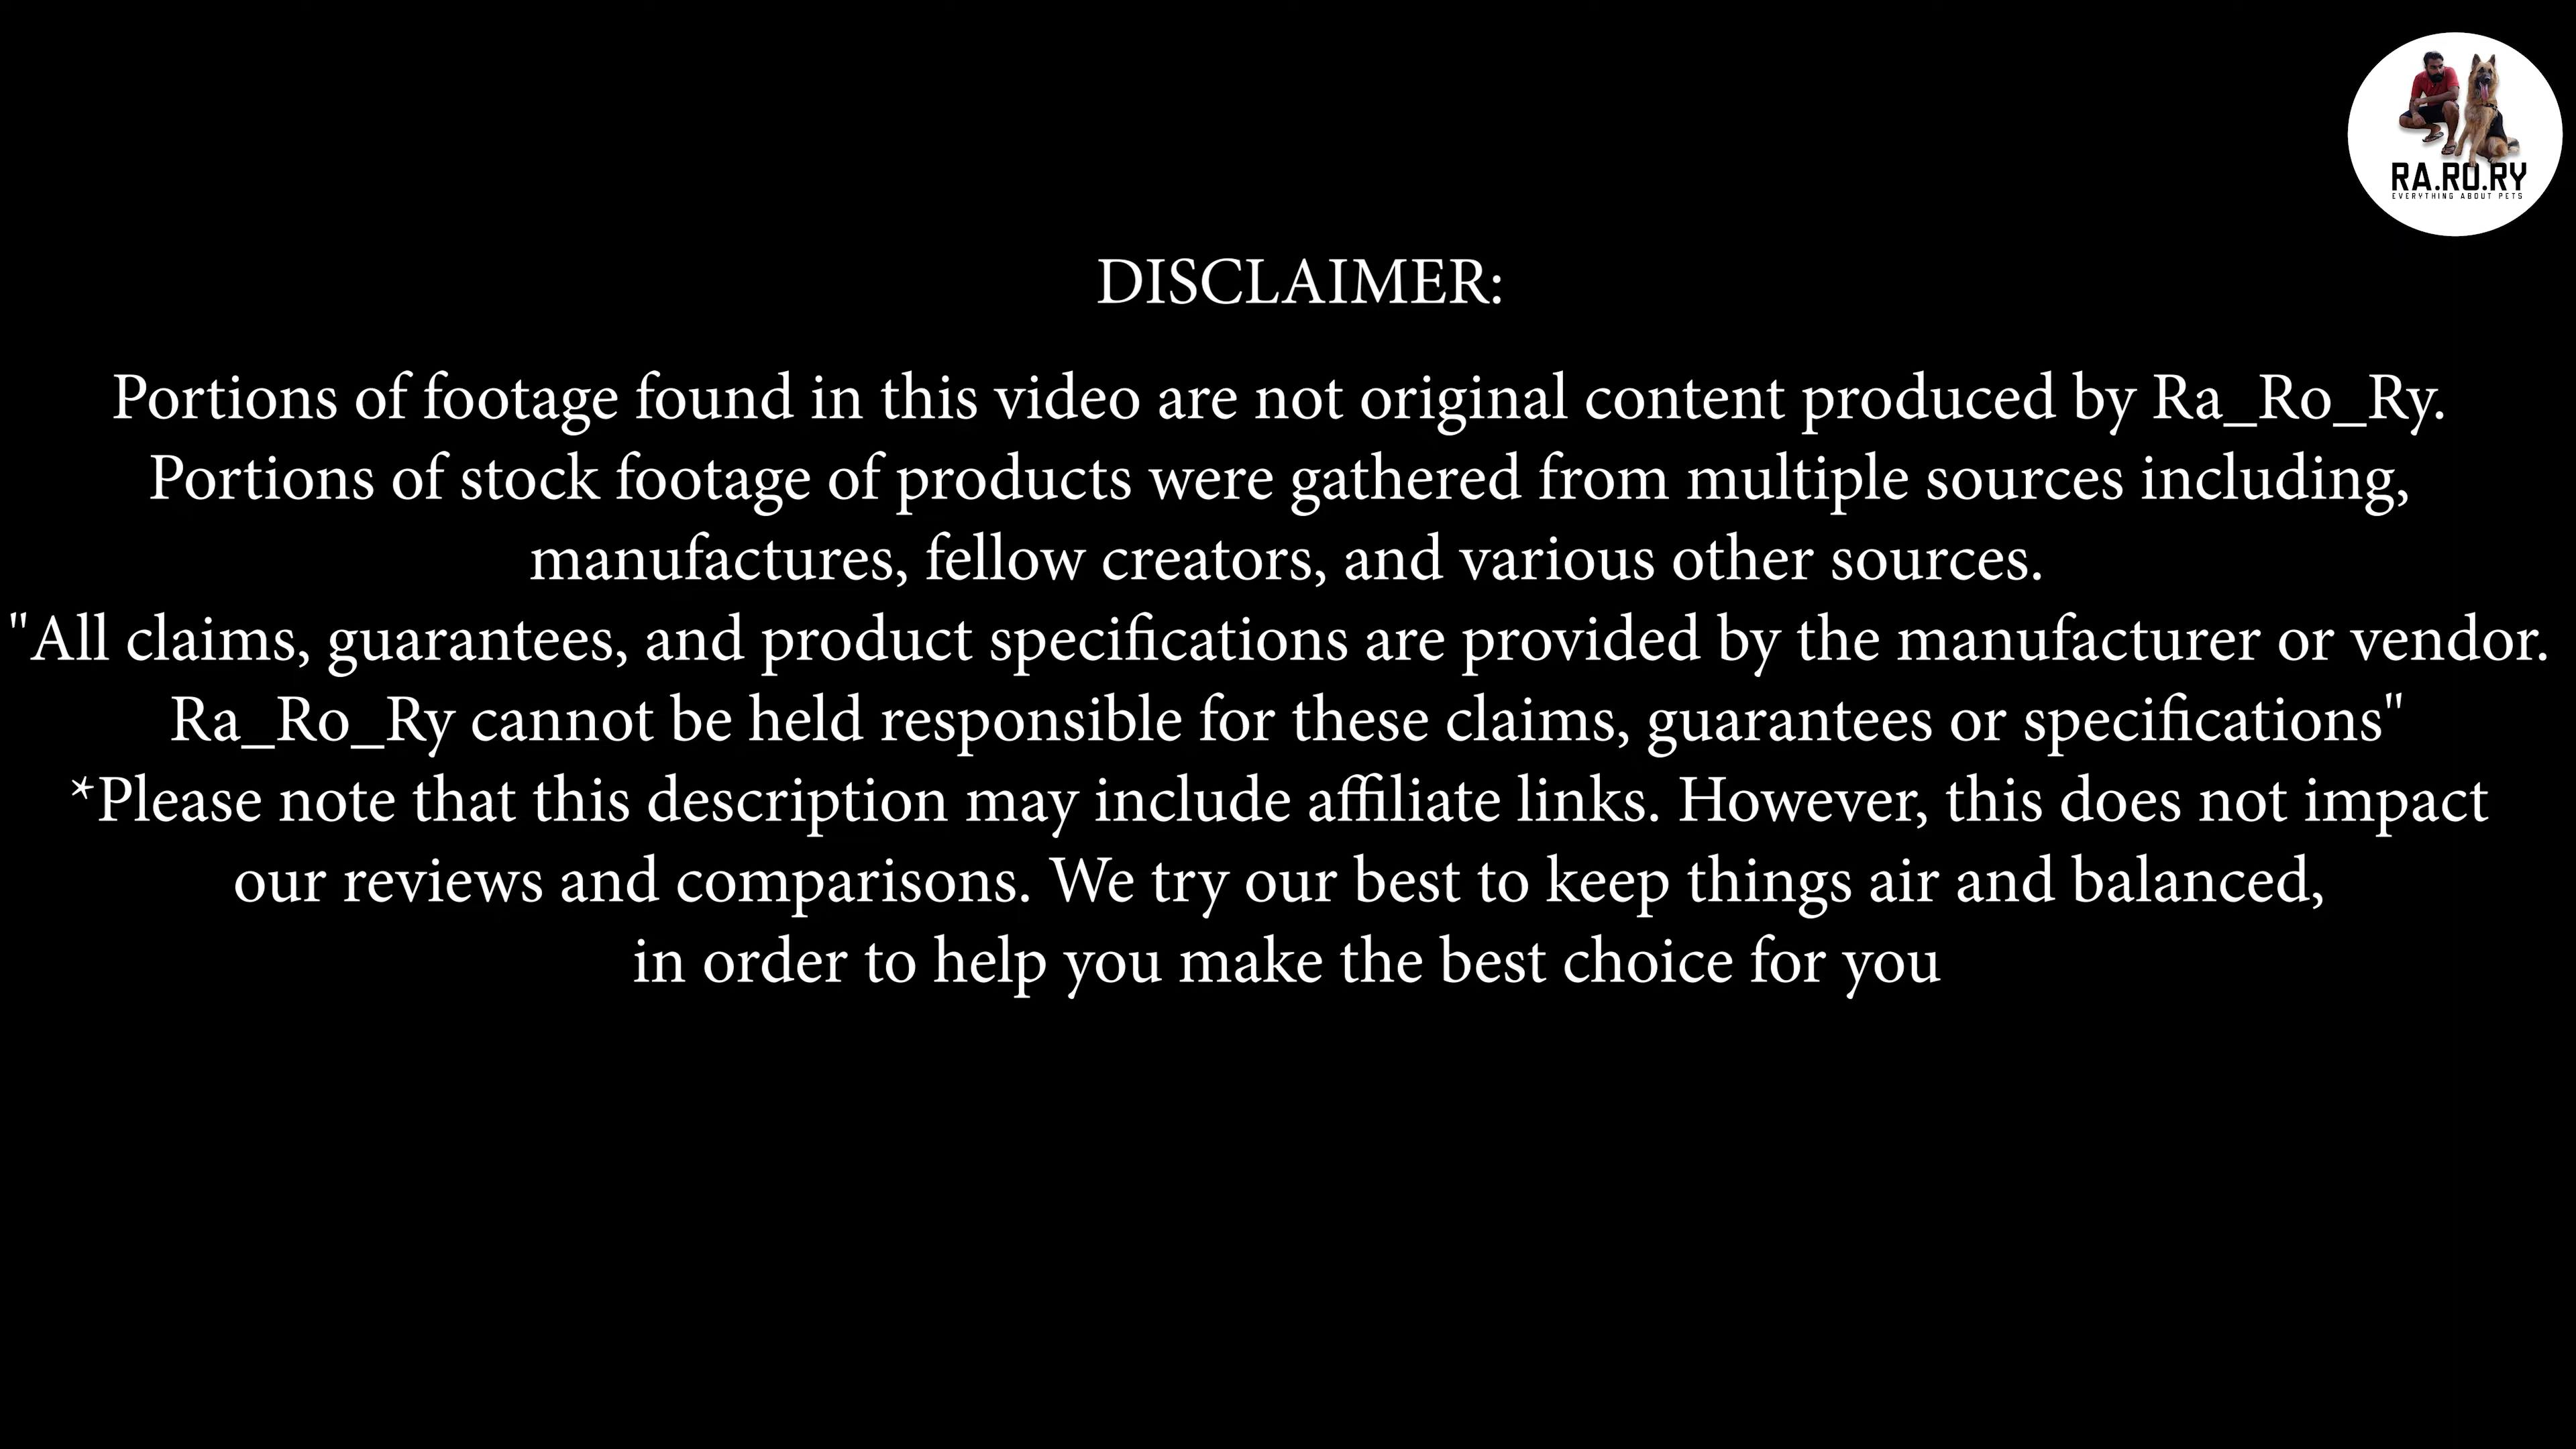 RA.RO.RY
EVERYTHING ABOUT PETS
DISCLAIMER:
Portions of footage found in this video are not original content produced by Ra_Ro_Ry.
Portions of stock footage of products were gathered from multiple sources including,
manufactures, fellow creators, and various other sources.
"All claims, guarantees, and product specifications are provided by the manufacturer or vendor.
Ra_Ro_Ry cannot be held responsible for these claims, guarantees or specifications"
*Please note that this description may include affiliate links. However, this does not impact
our reviews and comparisons. We try our best to keep things air and balanced,
in order to help you make the best choice for you